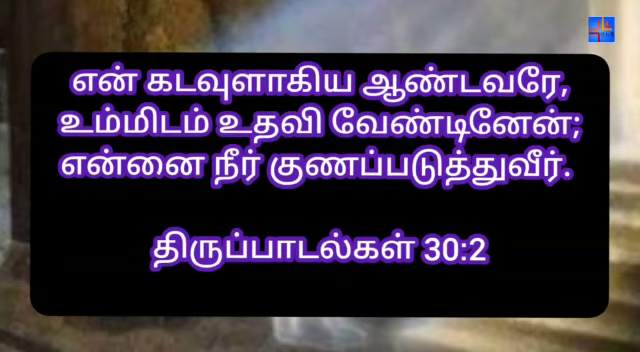 என் கடவுளாகிய ஆண்டவரே,
உம்மிடம் உதவி வேண்டினேன்;
என்னை நீர் குணப்படுத்துவீர்.
திருப்பாடல்கள் 30:2